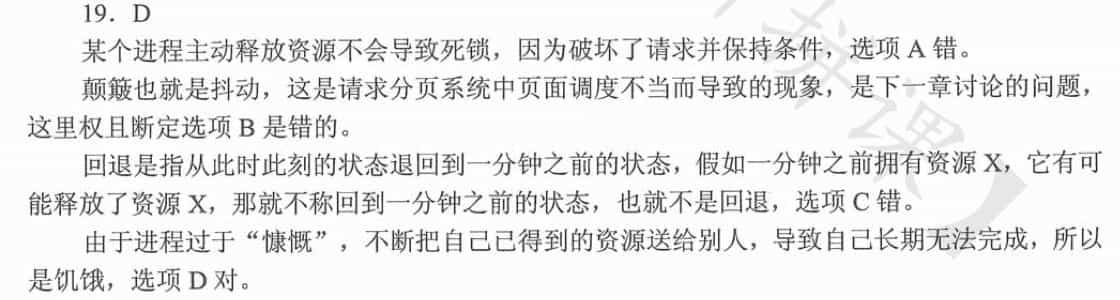 19．D
某个进程主动释放资源不会导致死锁，因为破坏了请求并保持条件，选项 A 错。
颠簸也就是抖动，这是请求分页系统中页面调度不当而导致的现象，是下一章讨论的问题，
这里权且断定选项 B 是错的。
回退是指从此时此刻的状态退回到一分钟之前的状态，假如一分钟之前拥有资源 X，它有可
能释放了资源 X，那就不称回到一分钟之前的状态，也就不是回退，选项 C 错。
由于进程过于“慷慨”，不断把自己已得到的资源送给别人，导致自己长期无法完成，所以
是饥饿，选项 D 对。